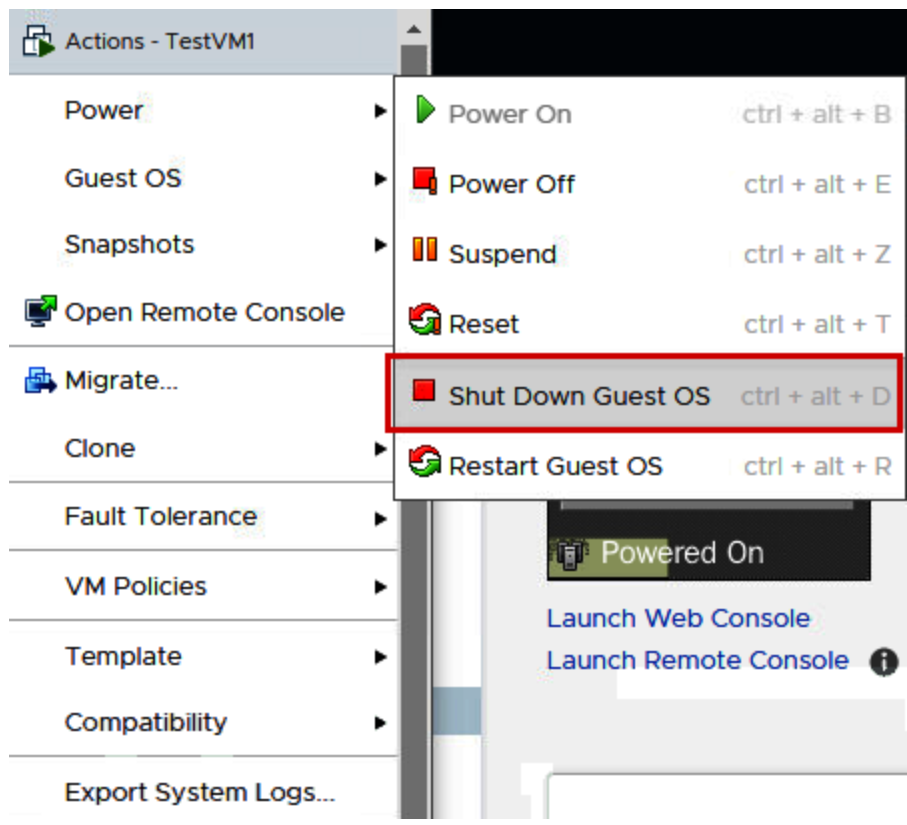 Actions - TestVM1
Power
Guest OS
Snapshots
Open Remote Console
Migrate...
Clone
Fault Tolerance
VM Policies
Template
Compatibility
Export System Logs...
Power On ctrl + alt + B
Power Off ctrl + alt + E
Suspend ctrl + alt + Z
Reset ctrl + alt + T
Shut Down Guest OS ctrl + alt + D
Restart Guest OS ctrl + alt + R
Powered On
Launch Web Console
Launch Remote Console